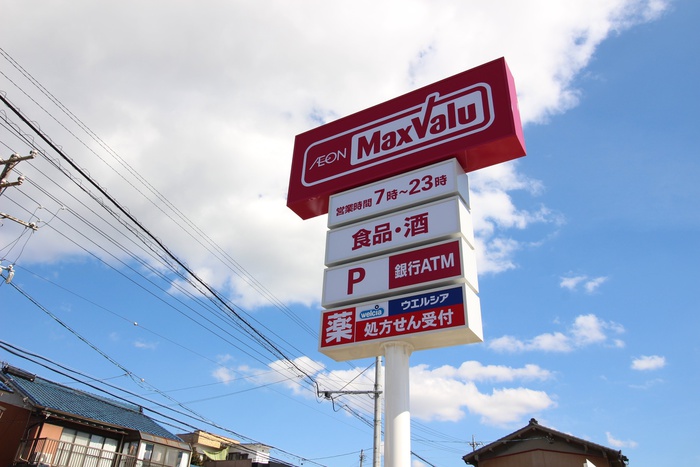 ÆON MaxValu
営業時間 7時~23時
食品・酒
P 銀行ATM
薬 welcia ウエルシア
処方せん受付